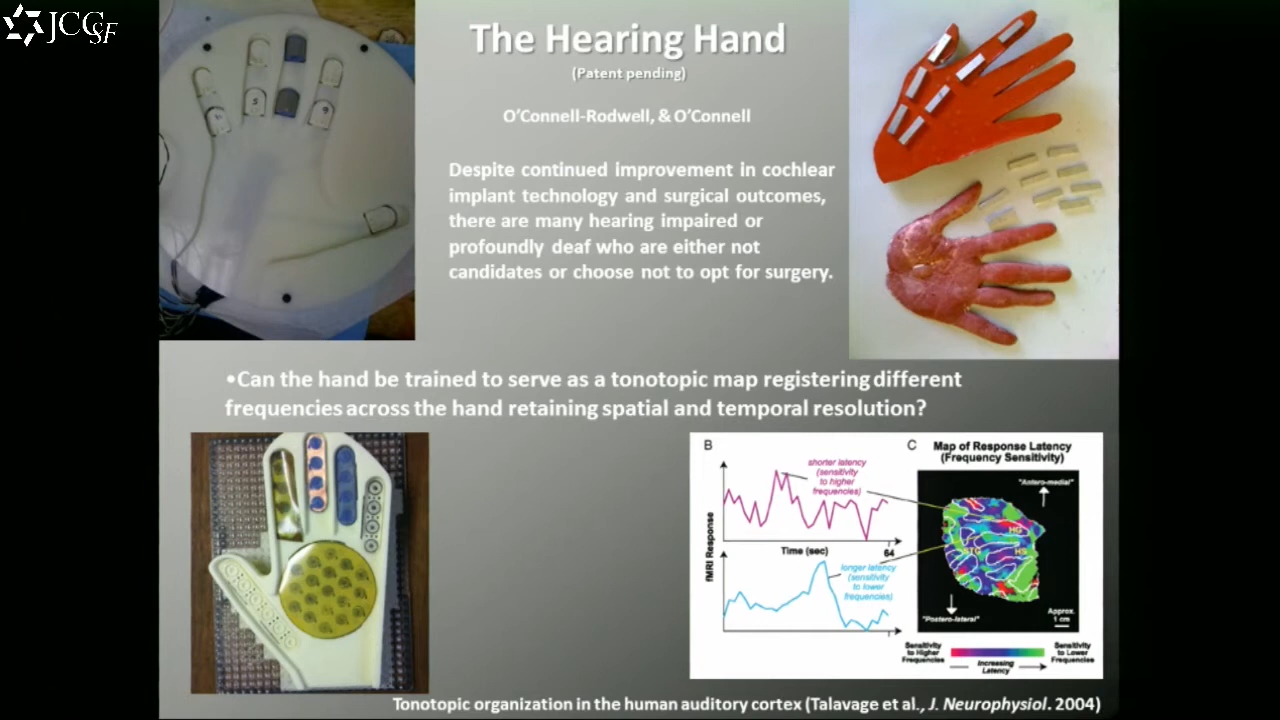 JCCSF
The Hearing Hand
(Patent pending)
O'Connell-Rodwell, & O'Connell
Despite continued improvement in cochlear
implant technology and surgical outcomes,
there are many hearing impaired or
profoundly deaf who are either not
candidates or choose not to opt for surgery.
•Can the hand be trained to serve as a tonotopic map registering different
frequencies across the hand retaining spatial and temporal resolution?
B
shorter latency
(sensitivity
to higher
frequencies)
fMRI Response
Time (sec)
64
longer latency
(sensitivity
to lower
frequencies)
C
Map of Response Latency
(Frequency Sensitivity)
"Antero-medial"
HG
STG
HS
"Postero-lateral"
Approx.
1 cm
Sensitivity
to Higher
Frequencies
Increasing
Latency
Sensitivity
to Lower
Frequencies
Tonotopic organization in the human auditory cortex (Talavage et al., J. Neurophysiol. 2004)